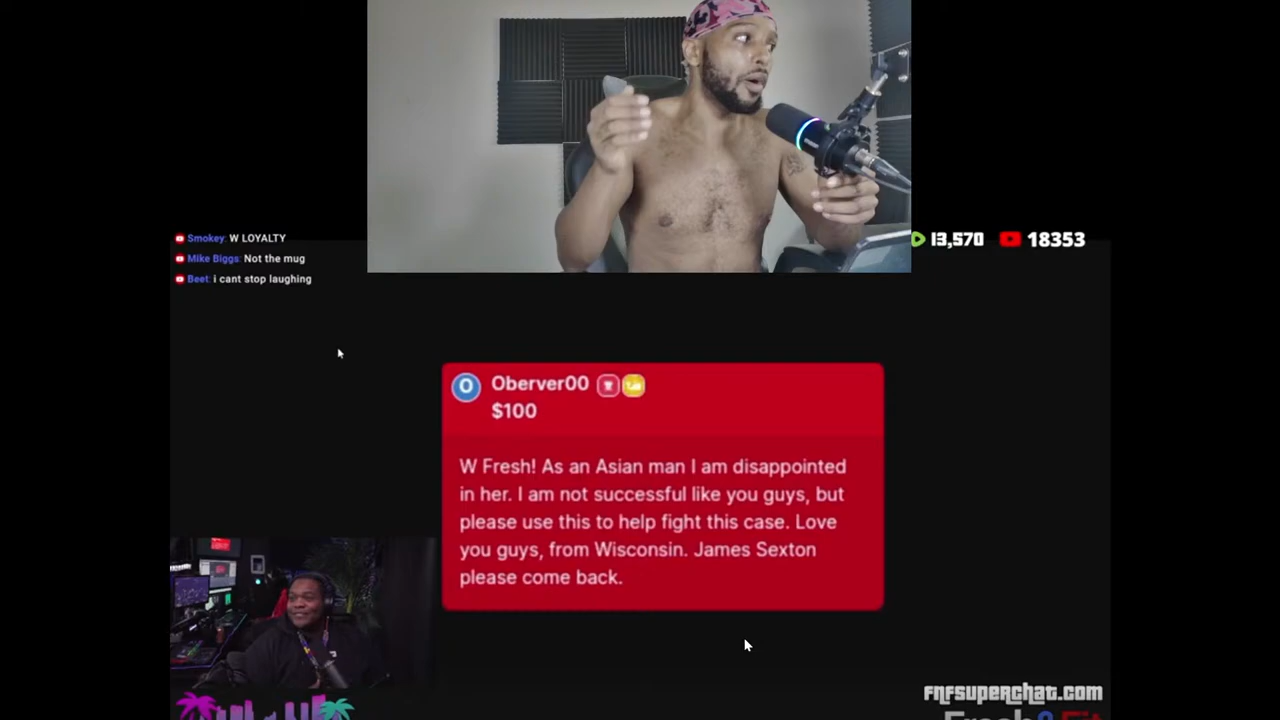 Smokey: W LOYALTY
Mike Biggs: Not the mug
Beet: i cant stop laughing
13,570 18353
O Oberver00
$100
W Fresh! As an Asian man I am disappointed
in her. I am not successful like you guys, but
please use this to help fight this case. Love
you guys, from Wisconsin. James Sexton
please come back.
fnfsuperchat.com
Fresh&Fit